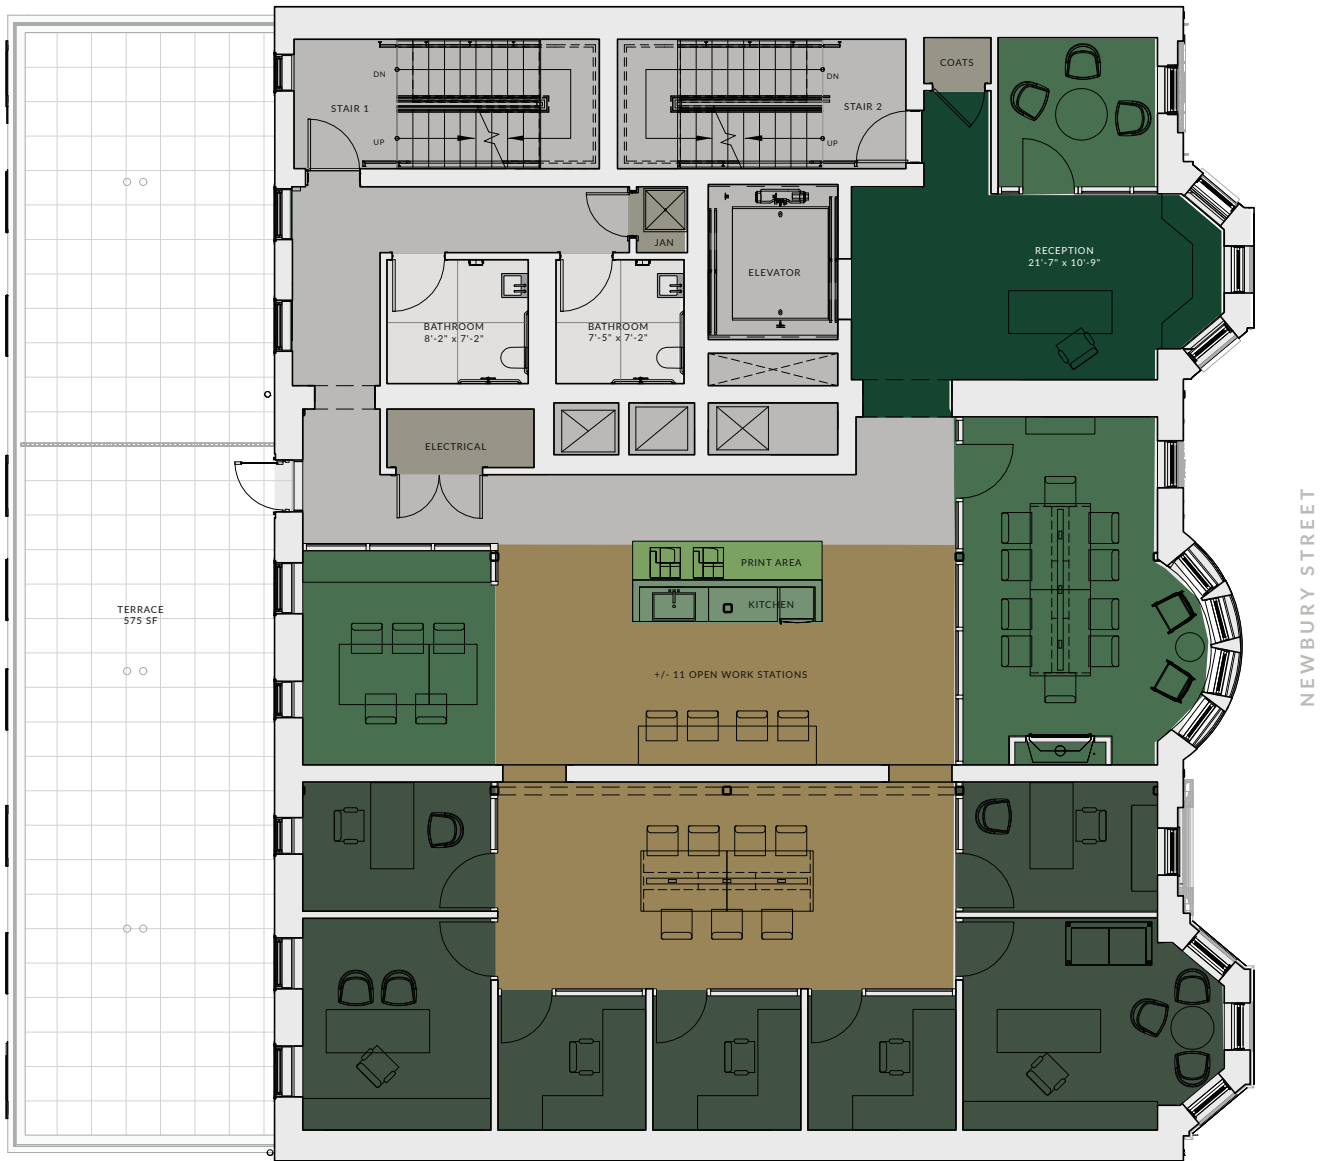 COATS
DN
DN
STAIR 1
STAIR 2
UP
UP
JAN
RECEPTION
21'-7" x 10'-9"
ELEVATOR
BATHROOM
8'-2" x 7'-2"
BATHROOM
7'-5" x 7'-2"
ELECTRICAL
NEWBURY STREET
PRINT AREA
KITCHEN
TERRACE
575 SF
+/- 11 OPEN WORK STATIONS